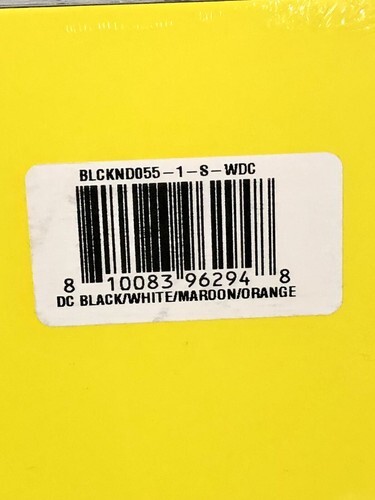 BLCKND055-1-S-WDC
8 10083 96294 8
DC BLACK/WHITE/MAROON/ORANGE